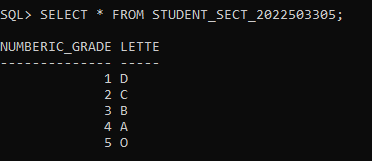 SQL> SELECT * FROM STUDENT_SECT_2022503305;
NUMBERIC_GRADE LETTE
-------------- -----
1 D
2 C
3 B
4 A
5 O